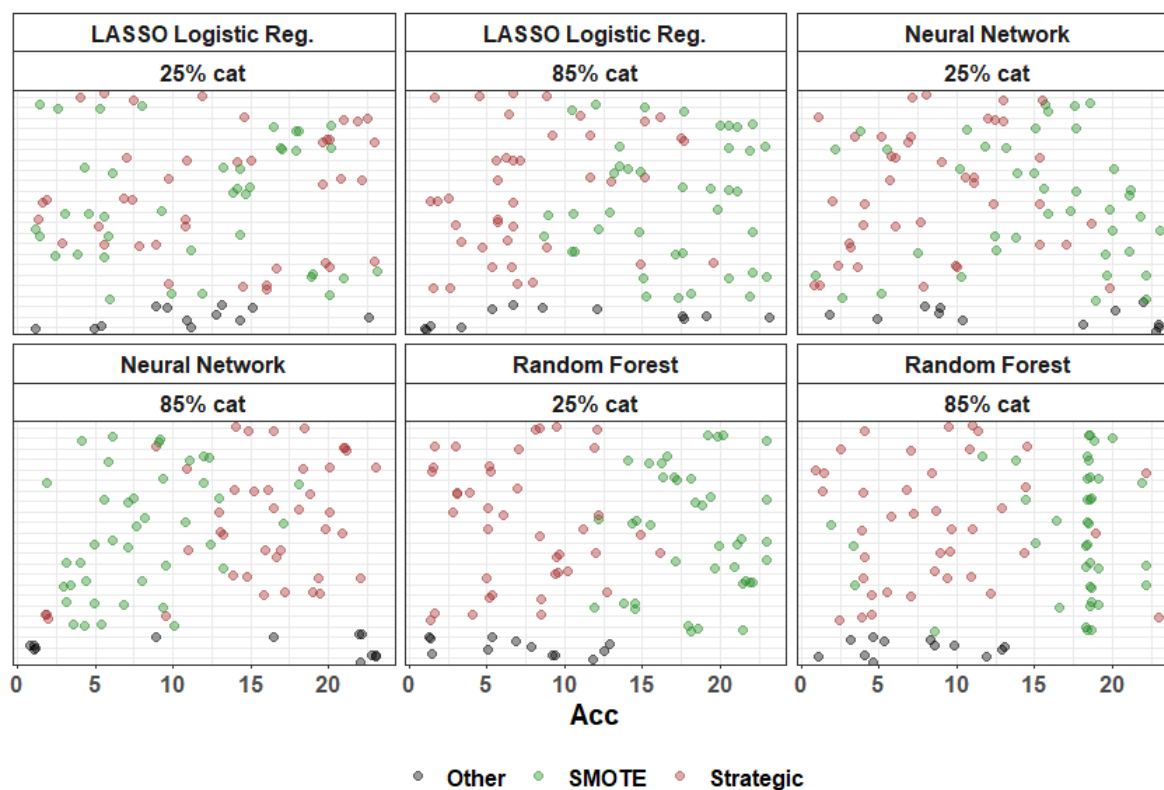 LASSO Logistic Reg. LASSO Logistic Reg. Neural Network
25% cat 85% cat 25% cat
Neural Network Random Forest Random Forest
85% cat 25% cat 85% cat
0 5 10 15 20 0 5 10 15 20 0 5 10 15 20
Acc
Other SMOTE Strategic